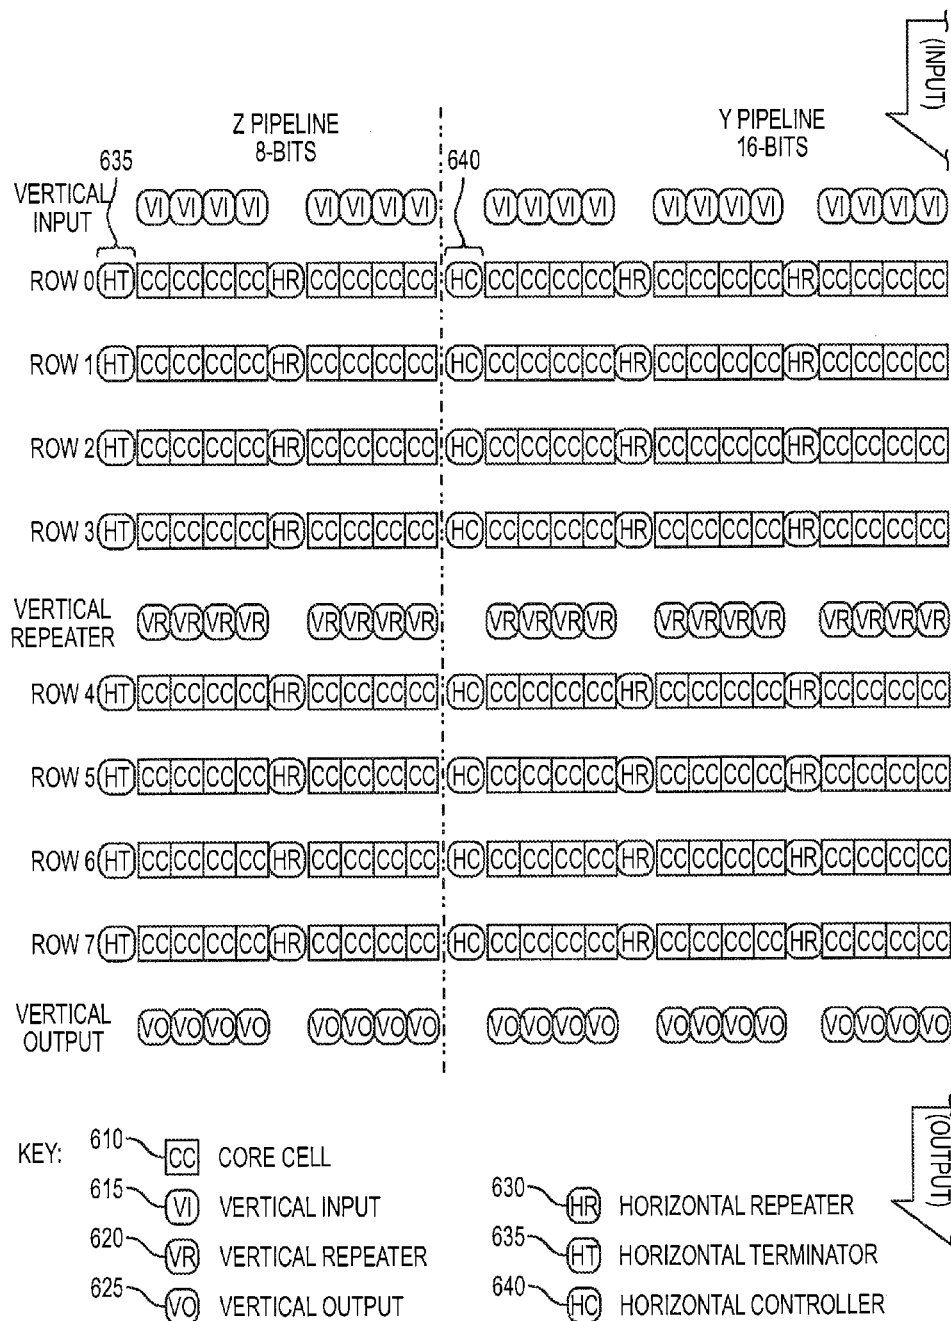 (INPUT)
Z PIPELINE
8-BITS
Y PIPELINE
16-BITS
635
640
VERTICAL
INPUT
VI VI VI VI VI VI VI VI VI VI VI VI VI VI VI VI VI VI VI VI
ROW 0 HT CC CC CC CC HR CC CC CC CC HC CC CC CC CC HR CC CC CC CC HR CC CC CC CC
ROW 1 HT CC CC CC CC HR CC CC CC CC HC CC CC CC CC HR CC CC CC CC HR CC CC CC CC
ROW 2 HT CC CC CC CC HR CC CC CC CC HC CC CC CC CC HR CC CC CC CC HR CC CC CC CC
ROW 3 HT CC CC CC CC HR CC CC CC CC HC CC CC CC CC HR CC CC CC CC HR CC CC CC CC
VERTICAL
REPEATER
VR VR VR VR VR VR VR VR VR VR VR VR VR VR VR VR VR VR VR VR
ROW 4 HT CC CC CC CC HR CC CC CC CC HC CC CC CC CC HR CC CC CC CC HR CC CC CC CC
ROW 5 HT CC CC CC CC HR CC CC CC CC HC CC CC CC CC HR CC CC CC CC HR CC CC CC CC
ROW 6 HT CC CC CC CC HR CC CC CC CC HC CC CC CC CC HR CC CC CC CC HR CC CC CC CC
ROW 7 HT CC CC CC CC HR CC CC CC CC HC CC CC CC CC HR CC CC CC CC HR CC CC CC CC
VERTICAL
OUTPUT
VO VO VO VO VO VO VO VO VO VO VO VO VO VO VO VO VO VO VO VO
(OUTPUT)
KEY:
610 CC CORE CELL
615 VI VERTICAL INPUT
620 VR VERTICAL REPEATER
625 VO VERTICAL OUTPUT
630 HR HORIZONTAL REPEATER
635 HT HORIZONTAL TERMINATOR
640 HC HORIZONTAL CONTROLLER